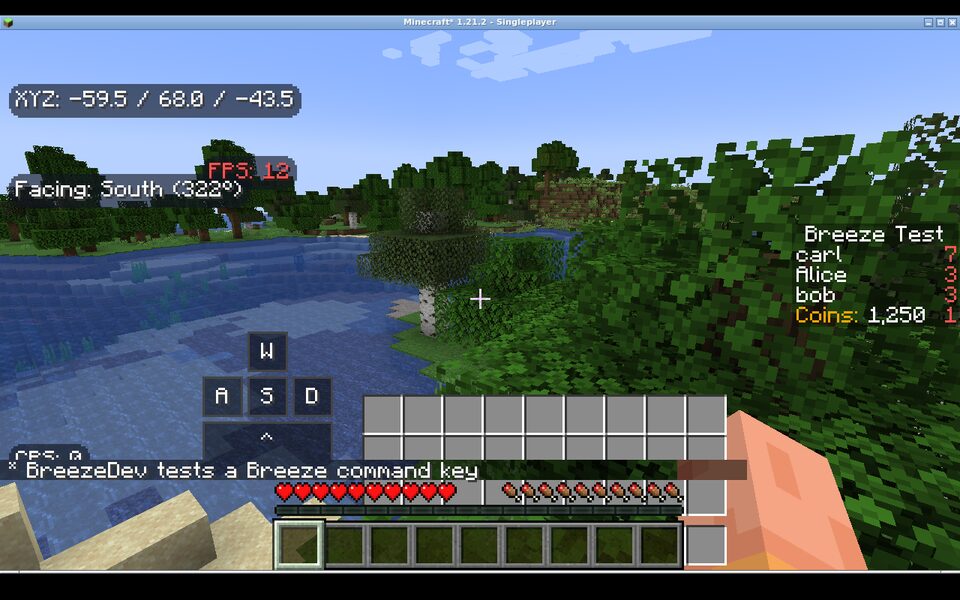 Minecraft* 1.21.2 - Singleplayer
XYZ: -59.5 / 68.0 / -43.5
FPS: 12
Facing: South (322°)
Breeze Test
carl 7
Alice 3
bob 3
Coins: 1,250 1
W
A S D
^
CPS: 0
* BreezeDev tests a Breeze command key